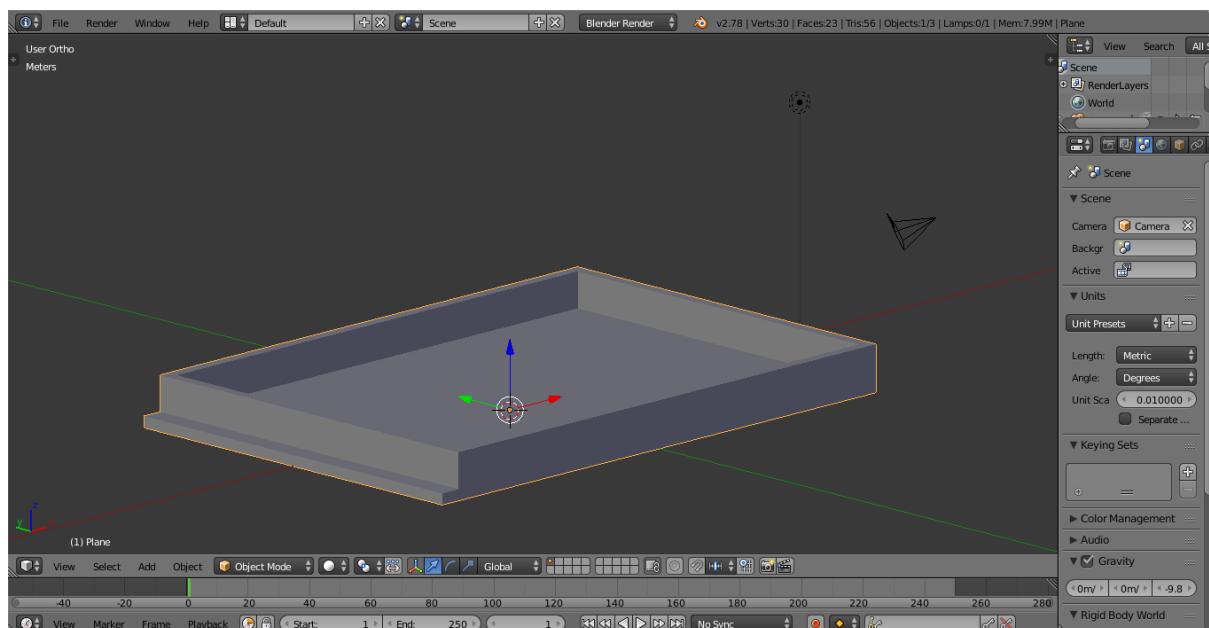 File Render Window Help Default Scene Blender Render v2.78 | Verts:30 | Faces:23 | Tris:56 | Objects:1/3 | Lamps:0/1 | Mem:7.99M | Plane
User Ortho
Meters
(1) Plane
View Select Add Object Object Mode Global
-40 -20 0 20 40 60 80 100 120 140 160 180 200 220 240 260 280
View Marker Frame Playback Start: 1 End: 250 1 No Sync
View Search All
Scene
RenderLayers
World
Scene
Scene
Camera Camera
Backgr
Active
Units
Unit Presets
Length: Metric
Angle: Degrees
Unit Sca 0.010000
Separate ...
Keying Sets
Color Management
Audio
Gravity
0m/ 0m/ -9.8
Rigid Body World
z
y x